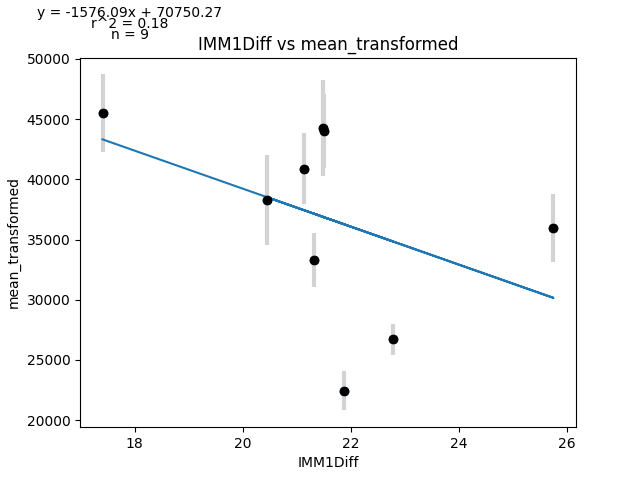 y = -1576.09x + 70750.27
r^2 = 0.18
n = 9
IMM1Diff vs mean_transformed
50000
45000
40000
35000
30000
25000
20000
mean_transformed
18
20
22
24
26
IMM1Diff